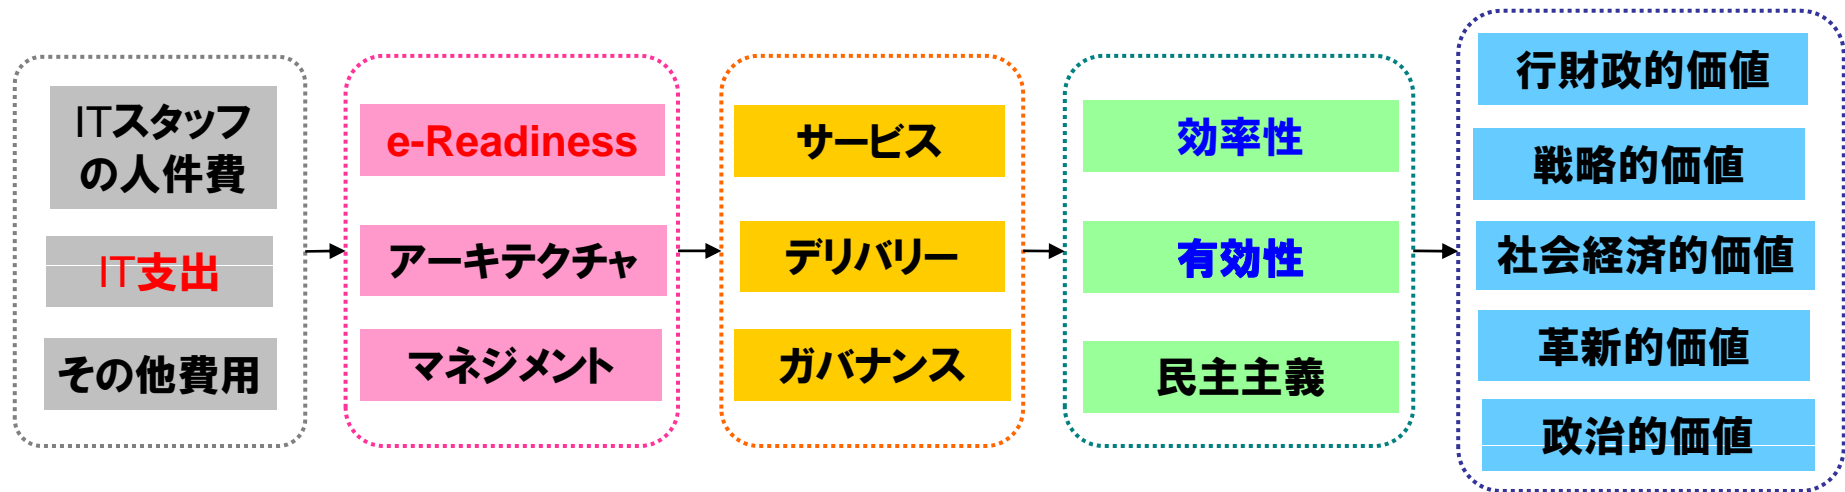 ITスタッフ
の人件費
IT支出
その他費用
e-Readiness
アーキテクチャ
マネジメント
サービス
デリバリー
ガバナンス
効率性
有効性
民主主義
行財政的価値
戦略的価値
社会経済的価値
革新的価値
政治的価値